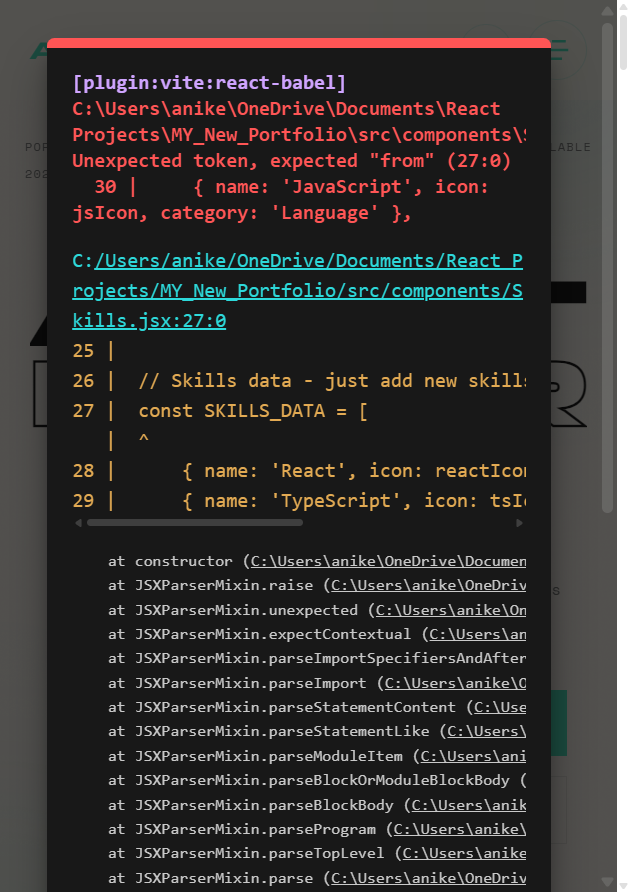 [plugin:vite:react-babel]
C:\Users\anike\OneDrive\Documents\React
Projects\MY_New_Portfolio\src\components\S
Unexpected token, expected "from" (27:0)
30 |     { name: 'JavaScript', icon:
jsIcon, category: 'Language' },
C:/Users/anike/OneDrive/Documents/React P
rojects/MY_New_Portfolio/src/components/S
kills.jsx:27:0
25 |
26 |  // Skills data - just add new skills
27 |  const SKILLS_DATA = [
   |  ^
28 |      { name: 'React', icon: reactIcon
29 |      { name: 'TypeScript', icon: tsIc
at constructor (C:\Users\anike\OneDrive\Documen
at JSXParserMixin.raise (C:\Users\anike\OneDriv
at JSXParserMixin.unexpected (C:\Users\anike\On
at JSXParserMixin.expectContextual (C:\Users\an
at JSXParserMixin.parseImportSpecifiersAndAfter
at JSXParserMixin.parseImport (C:\Users\anike\O
at JSXParserMixin.parseStatementContent (C:\Use
at JSXParserMixin.parseStatementLike (C:\Users\
at JSXParserMixin.parseModuleItem (C:\Users\ani
at JSXParserMixin.parseBlockOrModuleBlockBody (
at JSXParserMixin.parseBlockBody (C:\Users\anik
at JSXParserMixin.parseProgram (C:\Users\anike\
at JSXParserMixin.parseTopLevel (C:\Users\anike
at JSXParserMixin.parse (C:\Users\anike\OneDriv